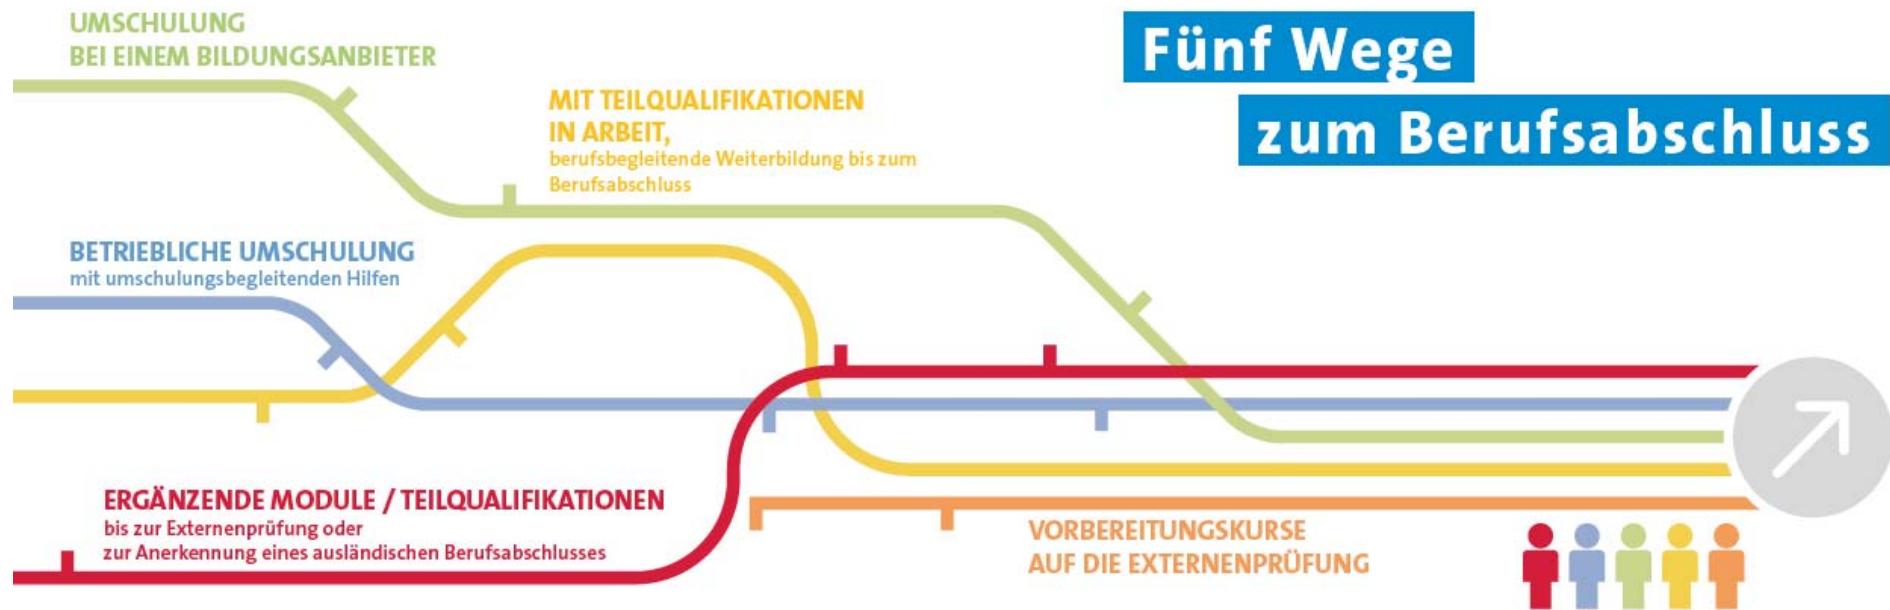 Fünf Wege
zum Berufsabschluss
UMSCHULUNG
BEI EINEM BILDUNGSANBIETER
MIT TEILQUALIFIKATIONEN
IN ARBEIT,
berufsbegleitende Weiterbildung bis zum
Berufsabschluss
BETRIEBLICHE UMSCHULUNG
mit umschulungsbegleitenden Hilfen
ERGÄNZENDE MODULE / TEILQUALIFIKATIONEN
bis zur Externenprüfung oder
zur Anerkennung eines ausländischen Berufsabschlusses
VORBEREITUNGSKURSE
AUF DIE EXTERNENPRÜFUNG